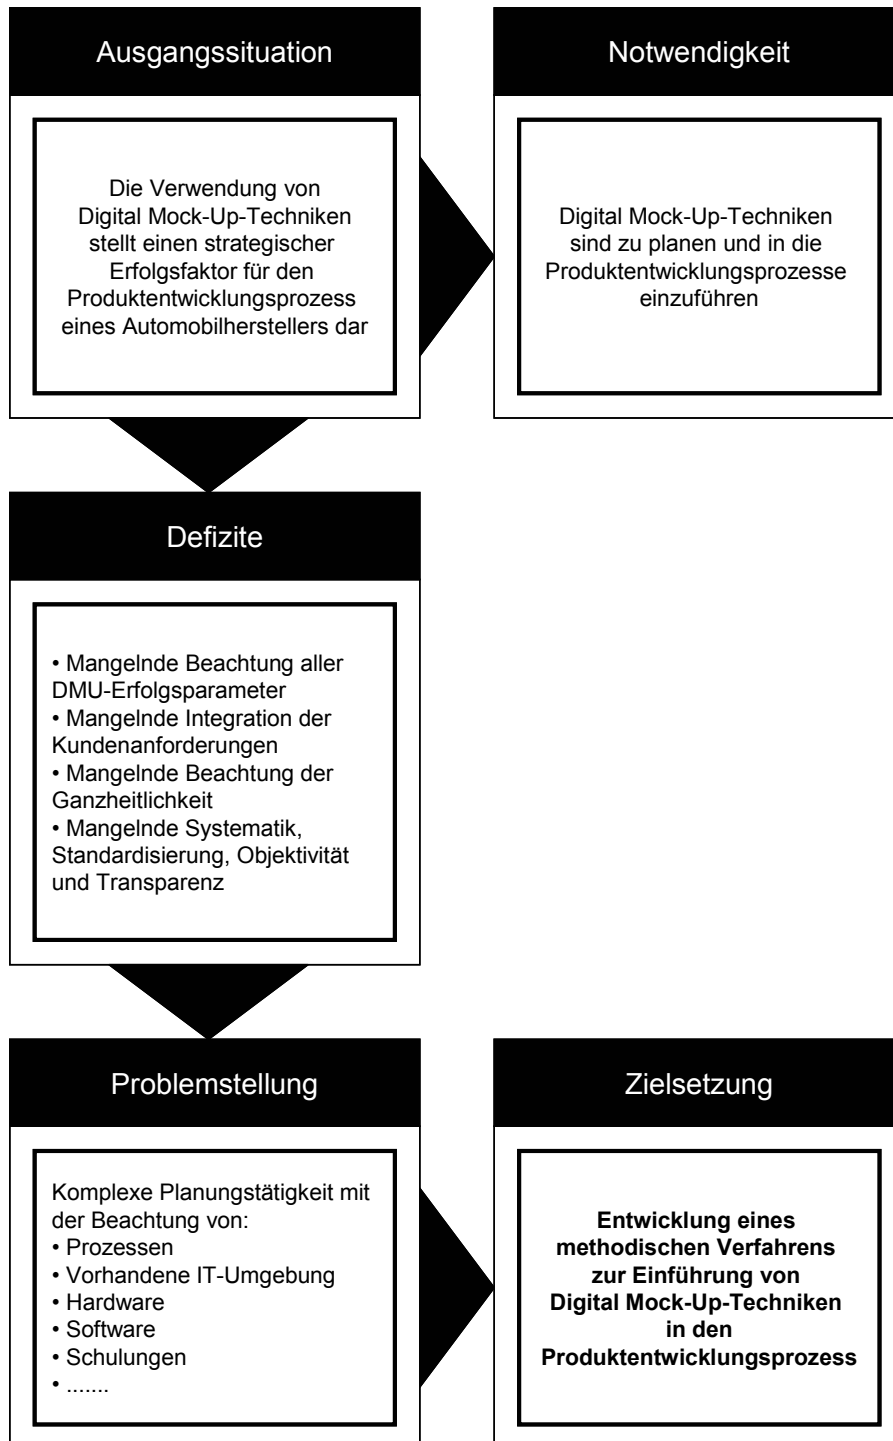 Ausgangssituation
Die Verwendung von
Digital Mock-Up-Techniken
stellt einen strategischer
Erfolgsfaktor für den
Produktentwicklungsprozess
eines Automobilherstellers dar
Notwendigkeit
Digital Mock-Up-Techniken
sind zu planen und in die
Produktentwicklungsprozesse
einzuführen
Defizite
• Mangelnde Beachtung aller
DMU-Erfolgsparameter
• Mangelnde Integration der
Kundenanforderungen
• Mangelnde Beachtung der
Ganzheitlichkeit
• Mangelnde Systematik,
Standardisierung, Objektivität
und Transparenz
Problemstellung
Komplexe Planungstätigkeit mit
der Beachtung von:
• Prozessen
• Vorhandene IT-Umgebung
• Hardware
• Software
• Schulungen
• .......
Zielsetzung
Entwicklung eines
methodischen Verfahrens
zur Einführung von
Digital Mock-Up-Techniken
in den
Produktentwicklungsprozess